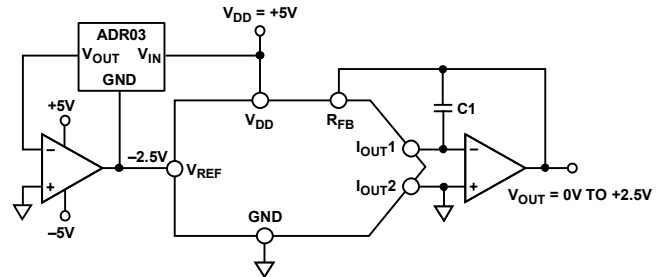 VDD = +5V
ADR03
VOUT VIN
GND
+5V
−
+
−2.5V
−5V
VREF
VDD
RFB
C1
IOUT1
IOUT2
−
+
GND
VOUT = 0V TO +2.5V